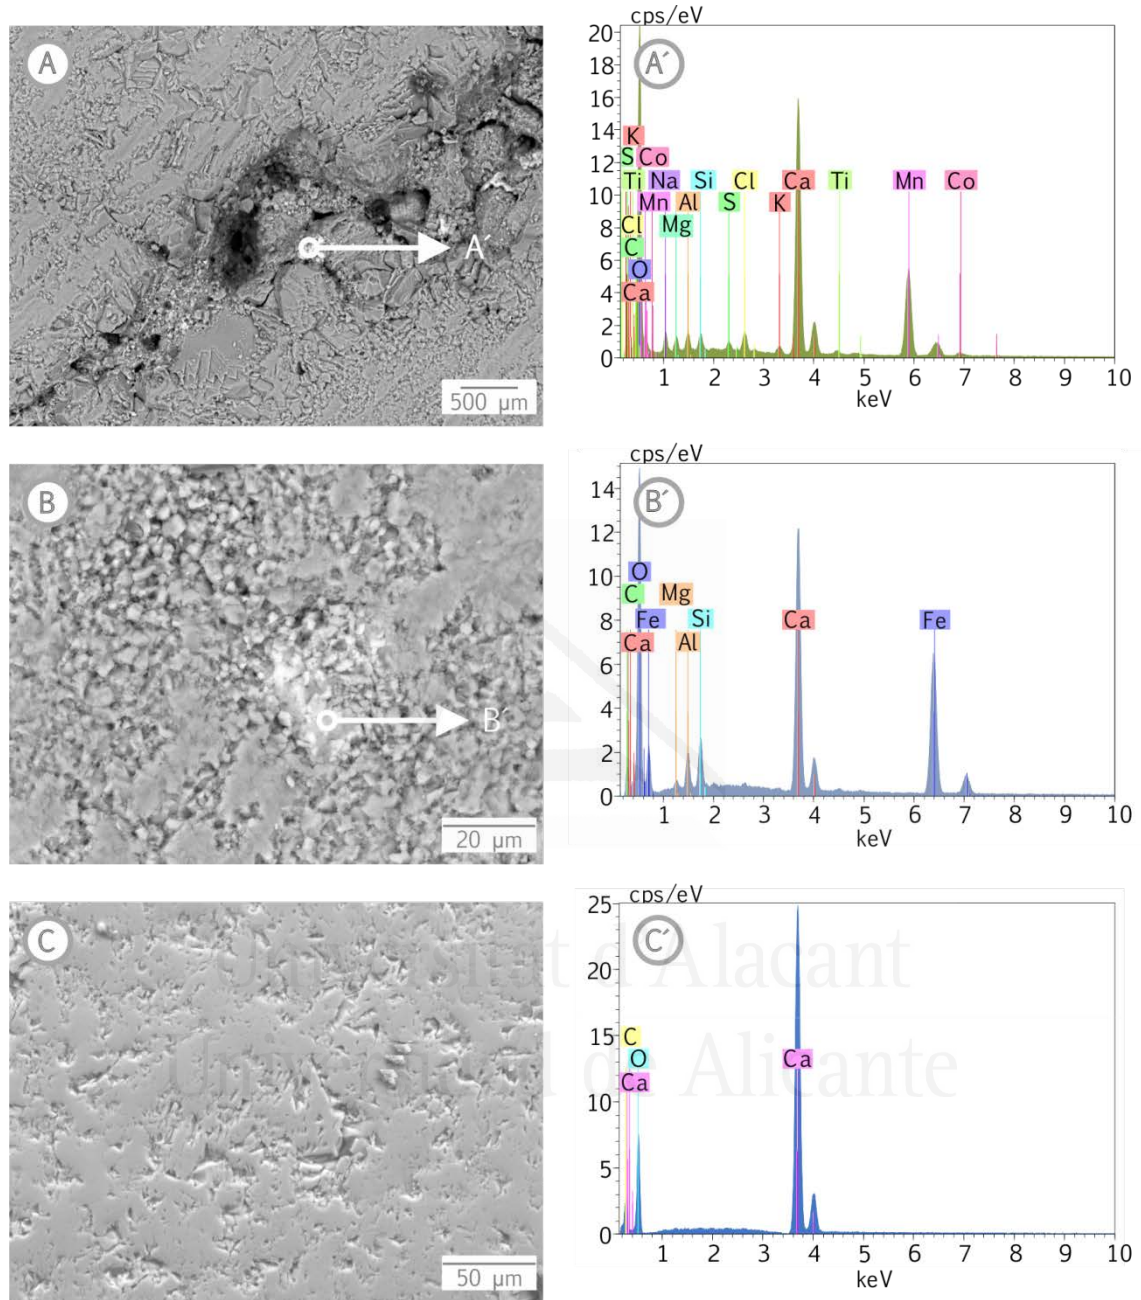 A
A´
500 µm
cps/eV
A´
20
18
16
14
12
10
8
6
4
2
0
K
S Co
Ti Na Si Cl Ca Ti Mn Co
Mn Al S K
Cl Mg
C
O
Ca
1 2 3 4 5 6 7 8 9 10
keV
B
B´
20 µm
cps/eV
B´
14
12
10
8
6
4
2
0
O
C Mg
Fe Si Ca Fe
Ca Al
1 2 3 4 5 6 7 8 9 10
keV
C
50 µm
cps/eV
C´
25
20
15
10
5
0
C
O Ca
Ca
1 2 3 4 5 6 7 8 9 10
keV
Universitat d'Alacant
Universidad de Alicante